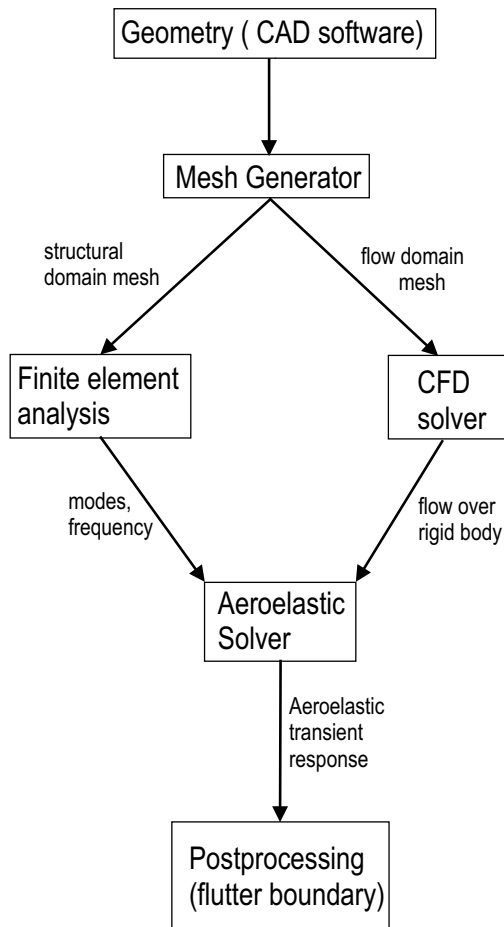 Geometry ( CAD software)
Mesh Generator
structural
domain mesh
flow domain
mesh
Finite element
analysis
CFD
solver
modes,
frequency
flow over
rigid body
Aeroelastic
Solver
Aeroelastic
transient
response
Postprocessing
(flutter boundary)